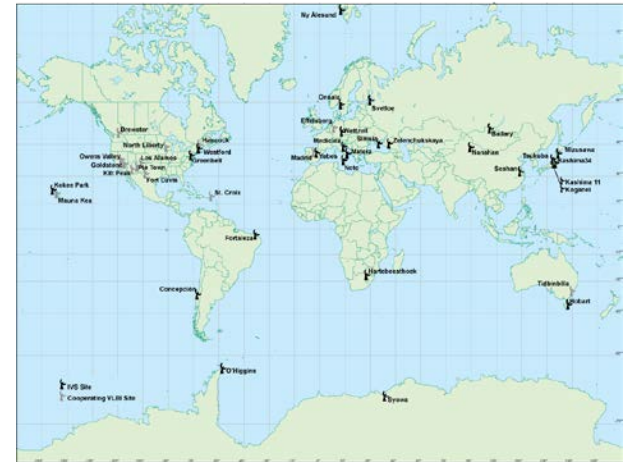 Ny Alesund
Onsala
Svetloe
Effelsberg
Wettzell
Badary
Brewster
North Liberty
Hancock
Westford
Greenbelt
Owens Valley
Los Alamos
Goldstone
Pie Town
Kitt Peak
Fort Davis
Medicina
Simeiz
Zelenchukskaya
Matera
Madrid
Yebes
Noto
Nanshan
Seshan
Mizusawa
Tsukuba
Kashima34
Kashima 11
Koganei
Kokee Park
Mauna Kea
St. Croix
Fortaleza
Hartebeesthoek
Concepción
Tidbinbilla
Hobart
O'Higgins
Syowa
IVS Site
Cooperating VLBI Site